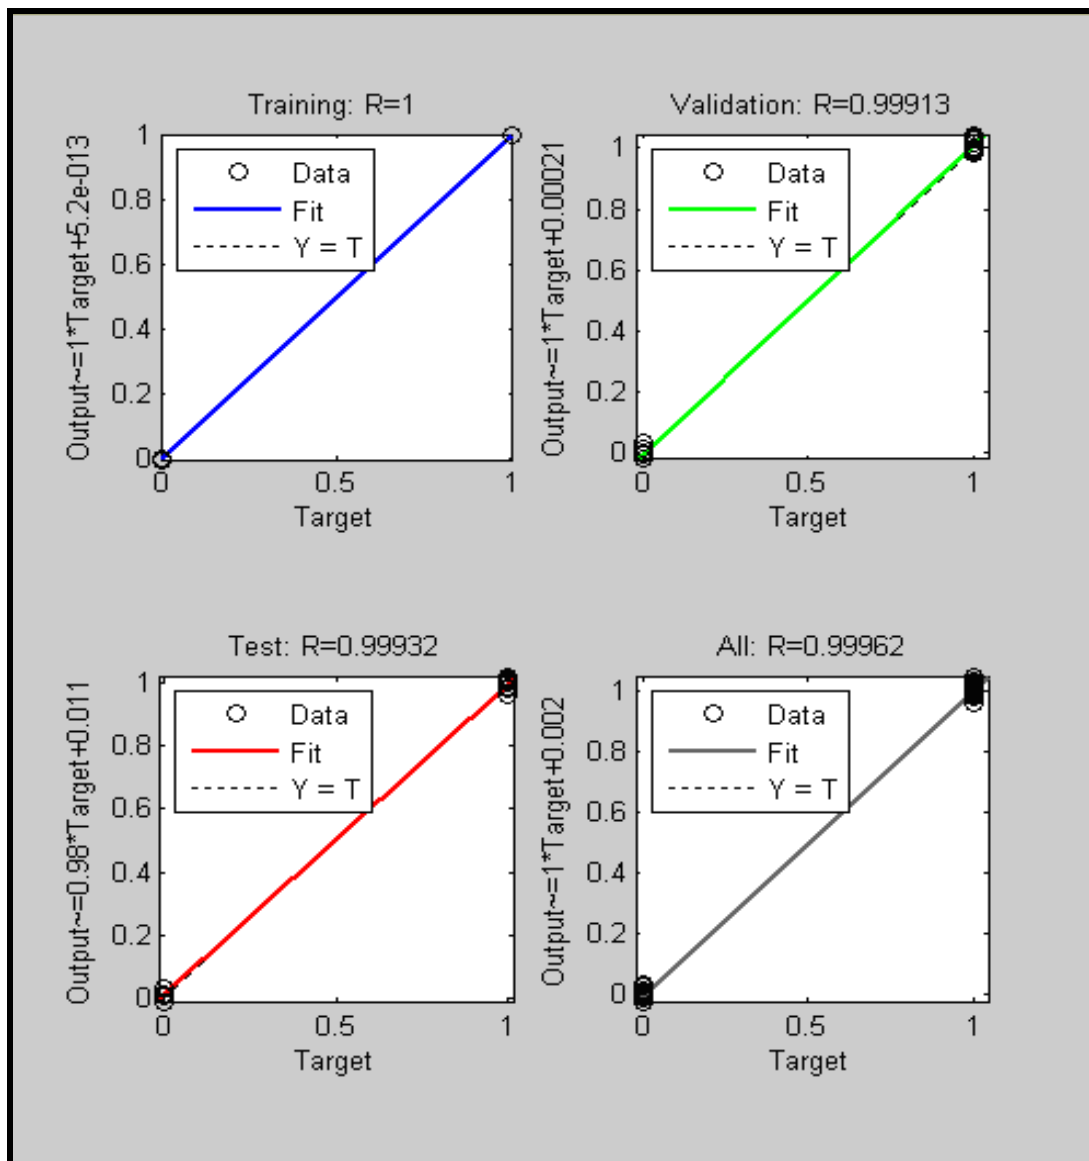 Training: R=1
Output~=1*Target+5.2e-013
1
0.8
0.6
0.4
0.2
0
Data
Fit
Y = T
0
0.5
1
Target
Validation: R=0.99913
Output~=1*Target+0.00021
1
0.8
0.6
0.4
0.2
0
Data
Fit
Y = T
0
0.5
1
Target
Test: R=0.99932
Output~=0.98*Target+0.011
1
0.8
0.6
0.4
0.2
0
Data
Fit
Y = T
0
0.5
1
Target
All: R=0.99962
Output~=1*Target+0.002
1
0.8
0.6
0.4
0.2
0
Data
Fit
Y = T
0
0.5
1
Target